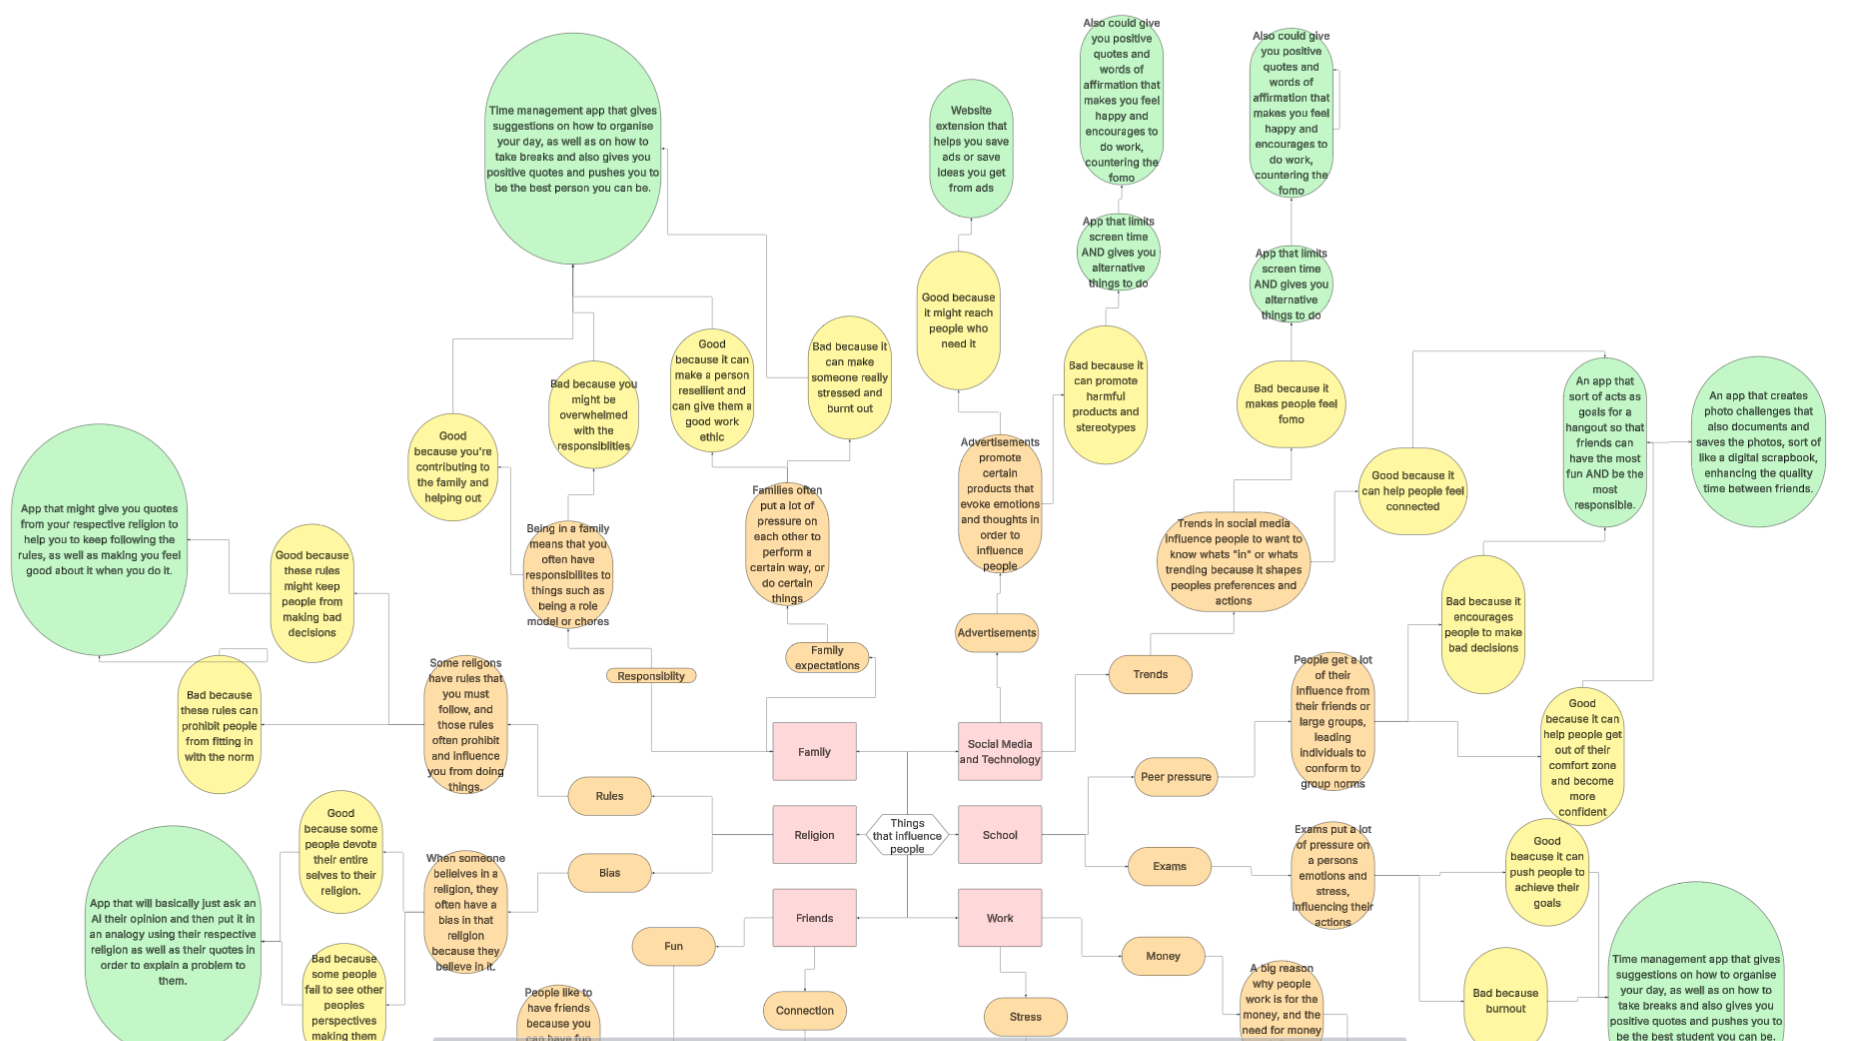 Also could give
you positive
quotes and
words of
affirmation that
makes you feel
happy and
encourages to
do work,
countering the
fomo
Also could give
you positive
quotes and
words of
affirmation that
makes you feel
happy and
encourages to
do work,
countering the
fomo
Time management app that gives
suggestions on how to organise
your day, as well as on how to
take breaks and also gives you
positive quotes and pushes you to
be the best person you can be.
Website
extension that
helps you save
ads or save
ideas you get
from ads
App that limits
screen time
AND gives you
alternative
things to do
App that limits
screen time
AND gives you
alternative
things to do
Good because
it might reach
people who
need it
Good
because it can
make a person
resellient and
can give them a
good work
ethic
Bad because it
can make
someone really
stressed and
burnt out
Bad because it
can promote
harmful
products and
stereotypes
Bad because it
makes people feel
fomo
An app that
sort of acts as
goals for a
hangout so that
friends can
have the most
fun AND be the
most
responsible.
An app that creates
photo challenges that
also documents and
saves the photos, sort of
like a digital scrapbook,
enhancing the quality
time between friends.
Bad because you
might be
overwhelmed
with the
responsiblities
Good
because you're
contributing to
the family and
helping out
Advertisements
promote
certain
products that
evoke emotions
and thoughts in
order to
influence
people
Good because it
can help people feel
connected
App that might give you quotes
from your respective religion to
help you to keep following the
rules, as well as making you feel
good about it when you do it.
Good because
these rules
might keep
people from
making bad
decisions
Being in a family
means that you
often have
responsibilites to
things such as
being a role
model or chores
Families often
put a lot of
pressure on
each other to
perform a
certain way, or
do certain
things
Trends in social media
influence people to want to
know whats "in" or whats
trending because it shapes
peoples preferences and
actions
Bad because it
encourages
people to make
bad decisions
Advertisements
Family
expectations
Responsiblity
Trends
Bad because
these rules can
prohibit people
from fitting in
with the norm
Some religons
have rules that
you must
follow, and
those rules
often prohibit
and influence
you from doing
things.
People get a lot
of their
influence from
their friends or
large groups,
leading
individuals to
conform to
group norms
Good
because it can
help people get
out of their
comfort zone
and become
more
confident
Family
Social Media
and Technology
Peer pressure
Rules
Religion
Things
that influence
people
School
Good
because some
people devote
their entire
selves to their
religion.
When someone
belieives in a
religion, they
often have a
bias in that
religion
because they
believe in it.
Bias
Exams
Exams put a lot
of pressure on
a persons
emotions and
stress,
influencing their
actions
Good
beacuse it can
push people to
achieve their
goals
App that will basically just ask an
AI their opinion and then put it in
an analogy using their respective
religion as well as their quotes in
order to explain a problem to
them.
Friends
Work
Fun
Money
Bad because
some people
fail to see other
peoples
perspectives
making them
People like to
have friends
because you
can have fun
Connection
Stress
A big reason
why people
work is for the
money, and the
need for money
Bad because
burnout
Time management app that gives
suggestions on how to organise
your day, as well as on how to
take breaks and also gives you
positive quotes and pushes you to
be the best student you can be.